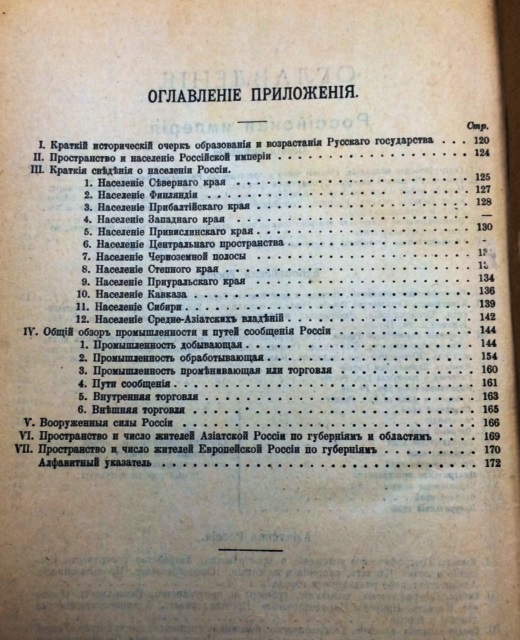 ОГЛАВЛЕНІЕ ПРИЛОЖЕНІЯ.
Стр.
I. Краткій историческій очерк образованія и возрастанія Русскаго государства . . . 120
II. Пространство и населеніе Россійской имперіи . . . 124
III. Краткія свѣдѣнія о населеніи Россіи.
1. Населеніе Сѣвернаго края . . . 125
2. Населеніе Финляндіи . . . 127
3. Населеніе Прибалтійскаго края . . . 128
4. Населеніе Западнаго края . . . —
5. Населеніе Привислинскаго края . . . 130
6. Населеніе Центральнаго пространства . . .
7. Населеніе Черноземной полосы . . .
8. Населеніе Степного края . . .
9. Населеніе Приуральскаго края . . . 134
10. Населеніе Кавказа . . . 136
11. Населеніе Сибири . . . 139
12. Населеніе Средне-Азіатскихъ владѣній . . . 142
IV. Общій обзор промышленности и путей сообщенія Россіи . . . 144
1. Промышленность добывающая . . . 144
2. Промышленность обработывающая . . . 154
3. Промышленность промѣнивающая или торговля . . . 160
4. Пути сообщенія . . . 161
5. Внутренняя торговля . . . 163
6. Внѣшняя торговля . . . 165
V. Вооруженныя силы Россіи . . . 166
VI. Пространство и число жителей Азіатской Россіи по губерніямъ и областямъ . . . 169
VII. Пространство и число жителей Европейской Россіи по губерніямъ . . . 170
Алфавитный указатель . . . 172